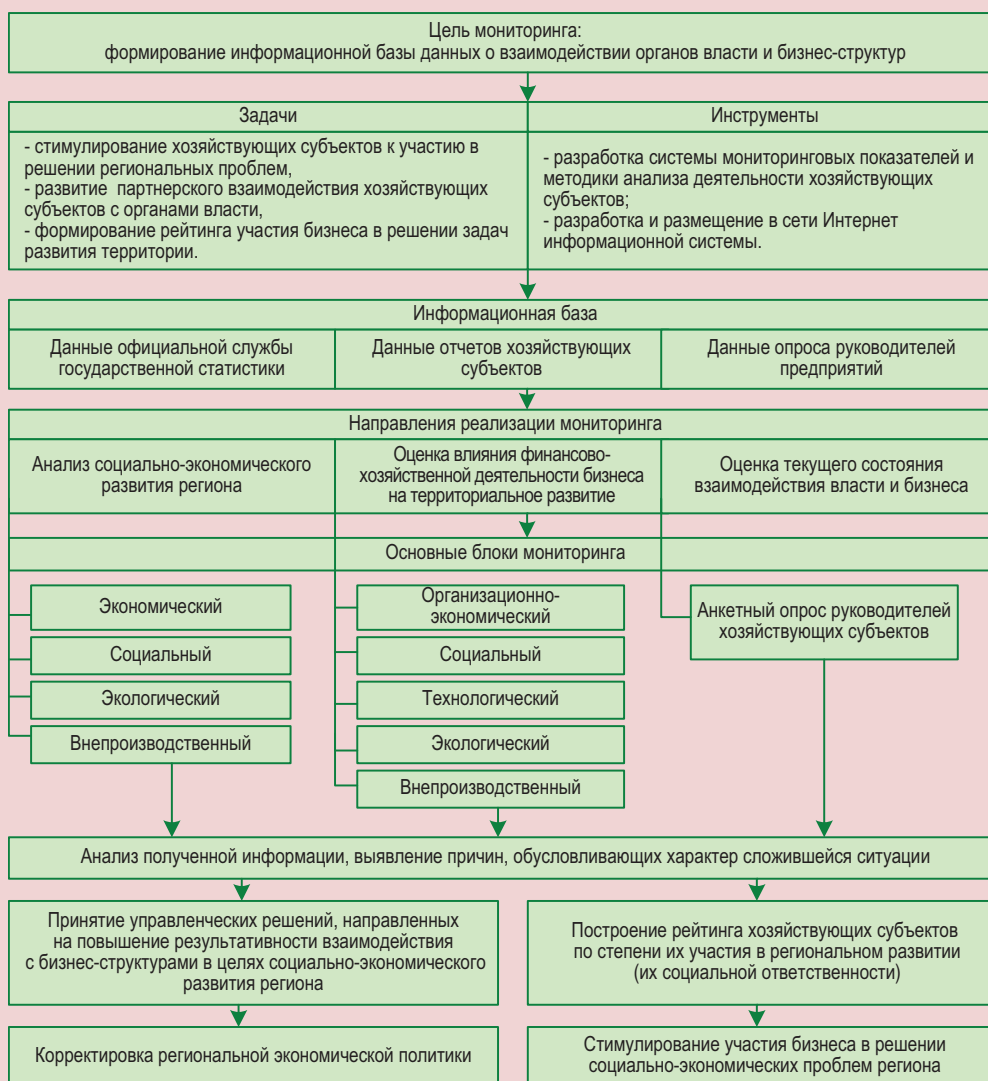 Цель мониторинга:
формирование информационной базы данных о взаимодействии органов власти и бизнес-структур
Задачи
- стимулирование хозяйствующих субъектов к участию в
решении региональных проблем,
- развитие партнерского взаимодействия хозяйствующих
субъектов с органами власти,
- формирование рейтинга участия бизнеса в решении задач
развития территории.
Инструменты
- разработка системы мониторинговых показателей и
методики анализа деятельности хозяйствующих
субъектов;
- разработка и размещение в сети Интернет
информационной системы.
Информационная база
Данные официальной службы
государственной статистики
Данные отчетов хозяйствующих
субъектов
Данные опроса руководителей
предприятий
Направления реализации мониторинга
Анализ социально-экономического
развития региона
Оценка влияния финансово-
хозяйственной деятельности бизнеса
на территориальное развитие
Оценка текущего состояния
взаимодействия власти и бизнеса
Основные блоки мониторинга
Экономический
Социальный
Экологический
Внепроизводственный
Организационно-
экономический
Социальный
Технологический
Экологический
Внепроизводственный
Анкетный опрос руководителей
хозяйствующих субъектов
Анализ полученной информации, выявление причин, обусловливающих характер сложившейся ситуации
Принятие управленческих решений, направленных
на повышение результативности взаимодействия
с бизнес-структурами в целях социально-экономического
развития региона
Построение рейтинга хозяйствующих субъектов
по степени их участия в региональном развитии
(их социальной ответственности)
Корректировка региональной экономической политики
Стимулирование участия бизнеса в решении
социально-экономических проблем региона